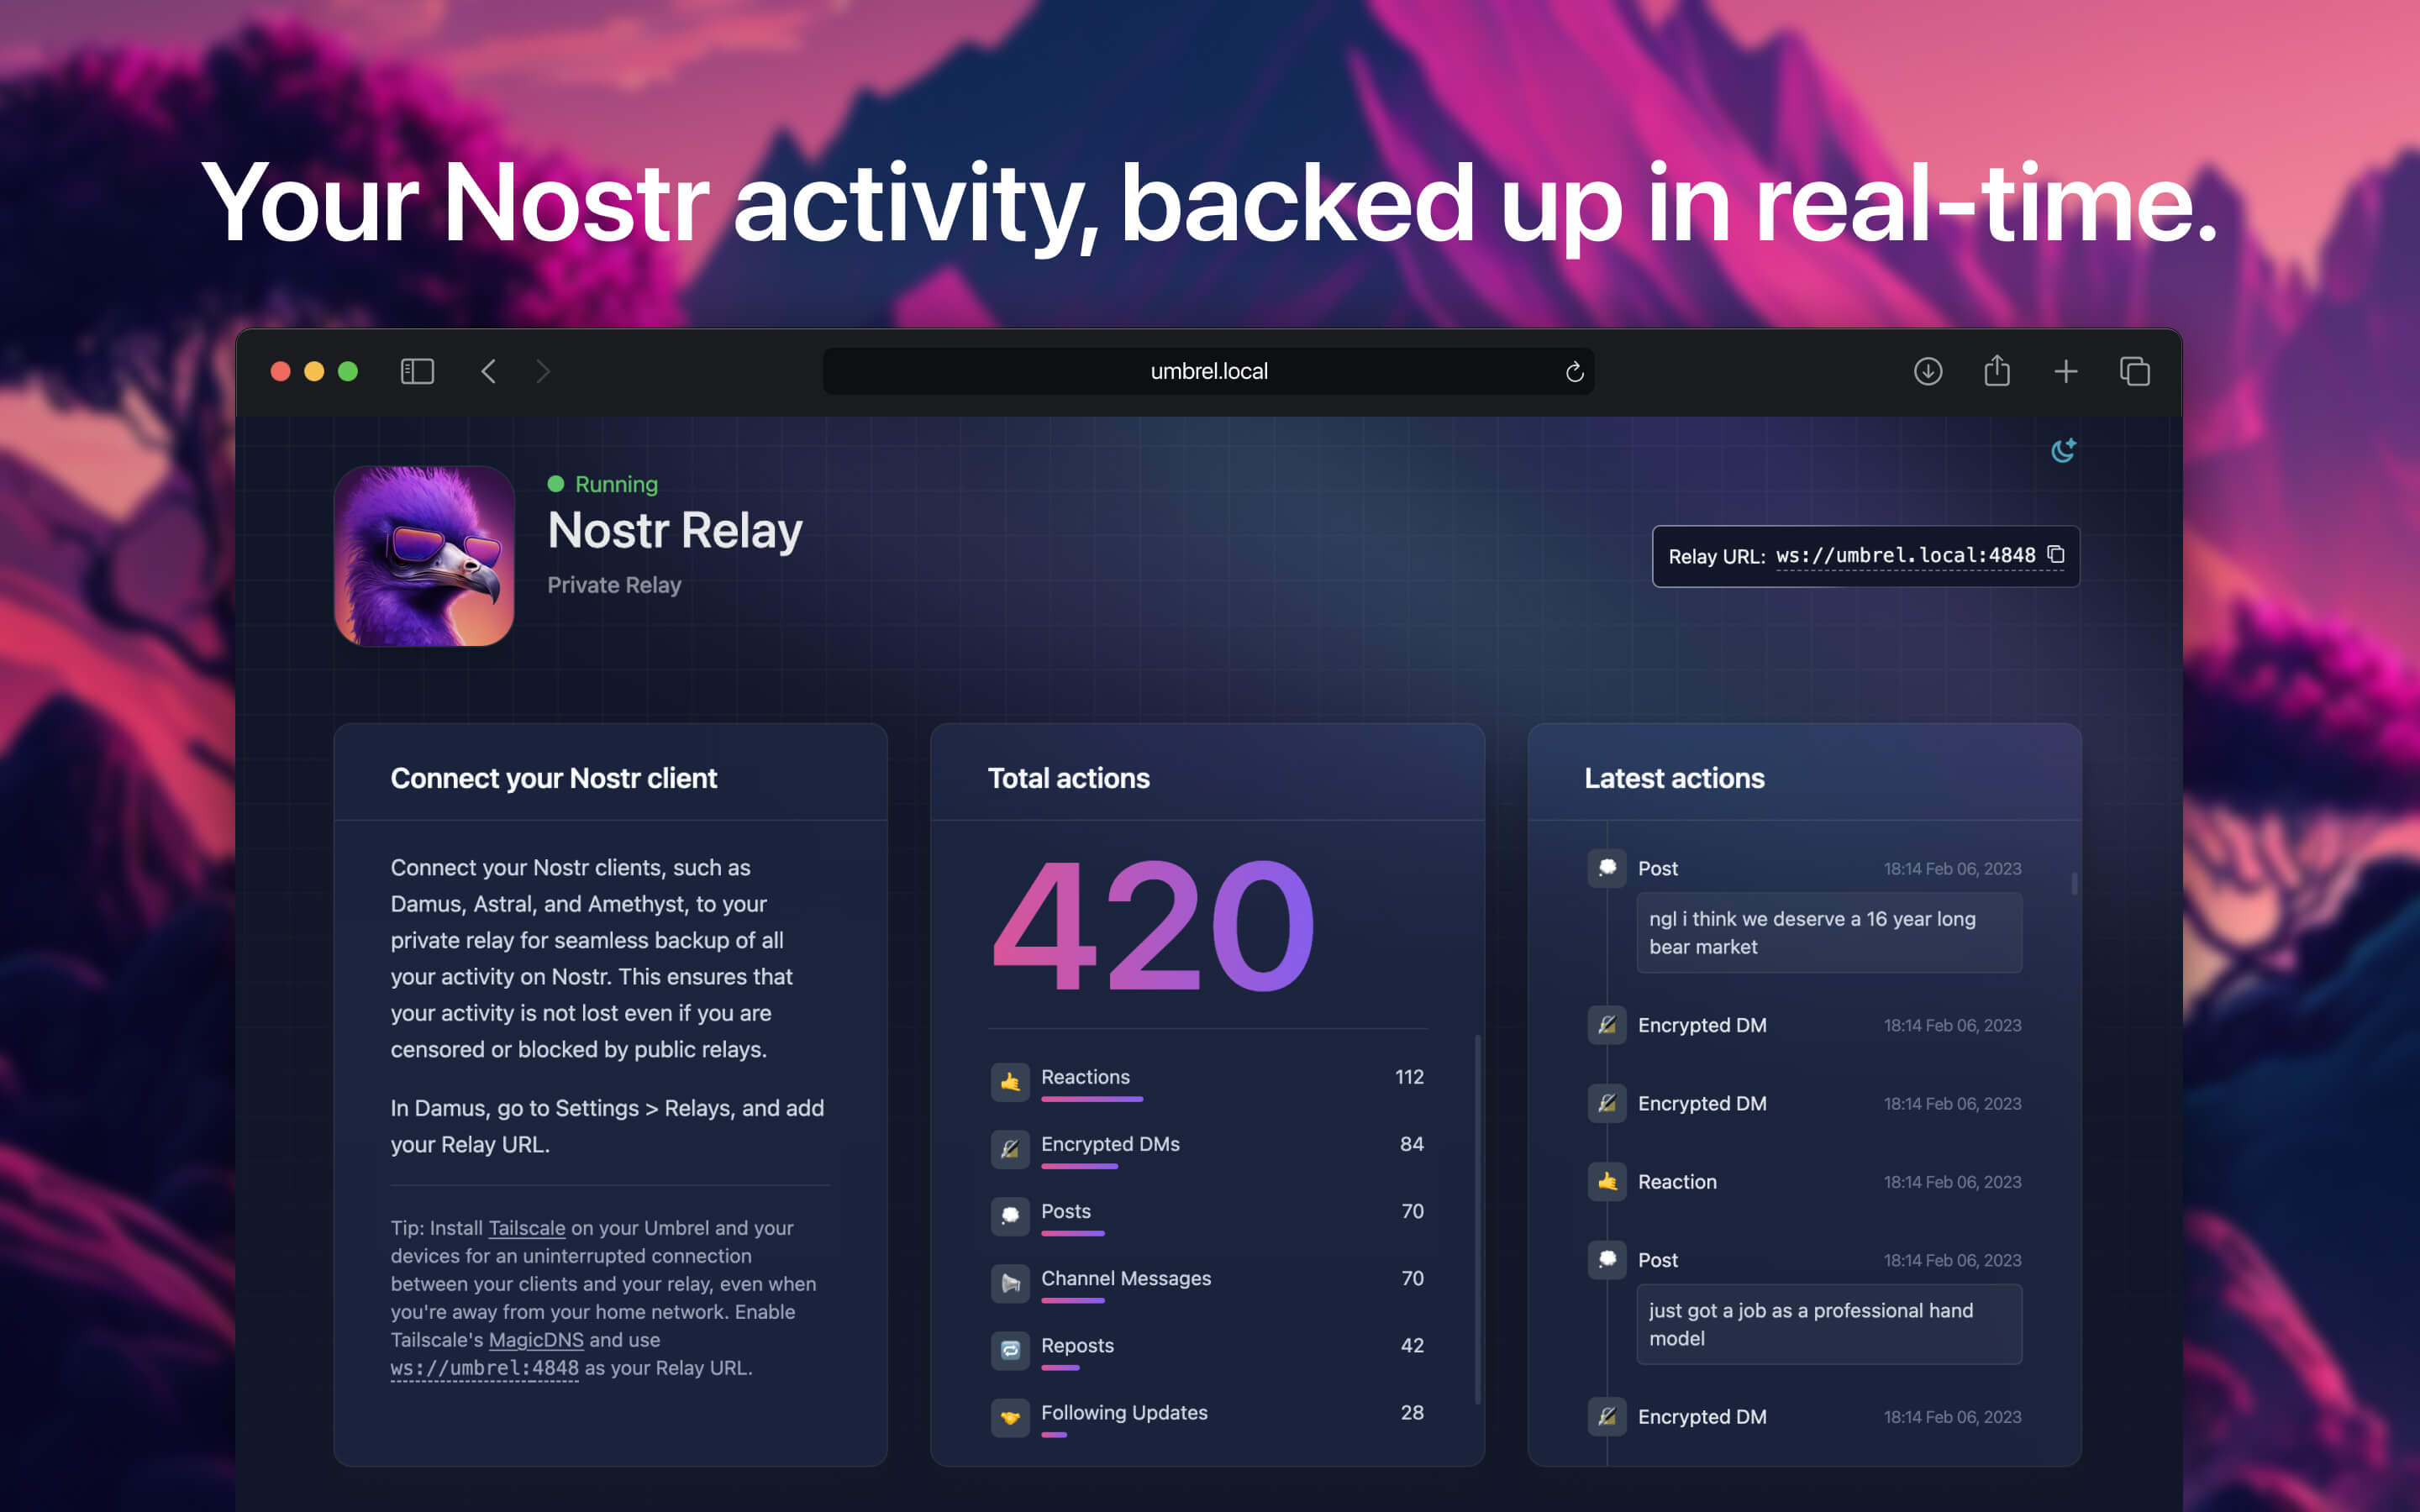 Your Nostr activity, backed up in real-time.
umbrel.local
Running
Nostr Relay
Private Relay
Relay URL: ws://umbrel.local:4848
Connect your Nostr client
Connect your Nostr clients, such as
Damus, Astral, and Amethyst, to your
private relay for seamless backup of all
your activity on Nostr. This ensures that
your activity is not lost even if you are
censored or blocked by public relays.
In Damus, go to Settings > Relays, and add
your Relay URL.
Tip: Install Tailscale on your Umbrel and your
devices for an uninterrupted connection
between your clients and your relay, even when
you're away from your home network. Enable
Tailscale's MagicDNS and use
ws://umbrel:4848 as your Relay URL.
Total actions
420
Reactions 112
Encrypted DMs 84
Posts 70
Channel Messages 70
Reposts 42
Following Updates 28
Latest actions
Post 18:14 Feb 06, 2023
ngl i think we deserve a 16 year long
bear market
Encrypted DM 18:14 Feb 06, 2023
Encrypted DM 18:14 Feb 06, 2023
Reaction 18:14 Feb 06, 2023
Post 18:14 Feb 06, 2023
just got a job as a professional hand
model
Encrypted DM 18:14 Feb 06, 2023